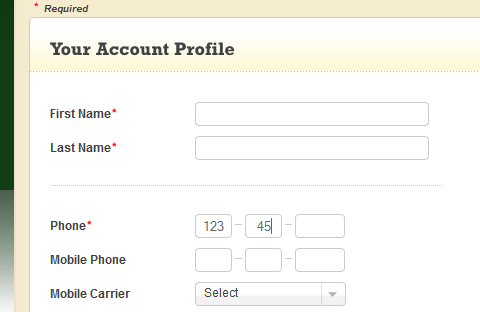 * Required
Your Account Profile
First Name*
Last Name*
Phone* 123 – 45 –
Mobile Phone – –
Mobile Carrier Select